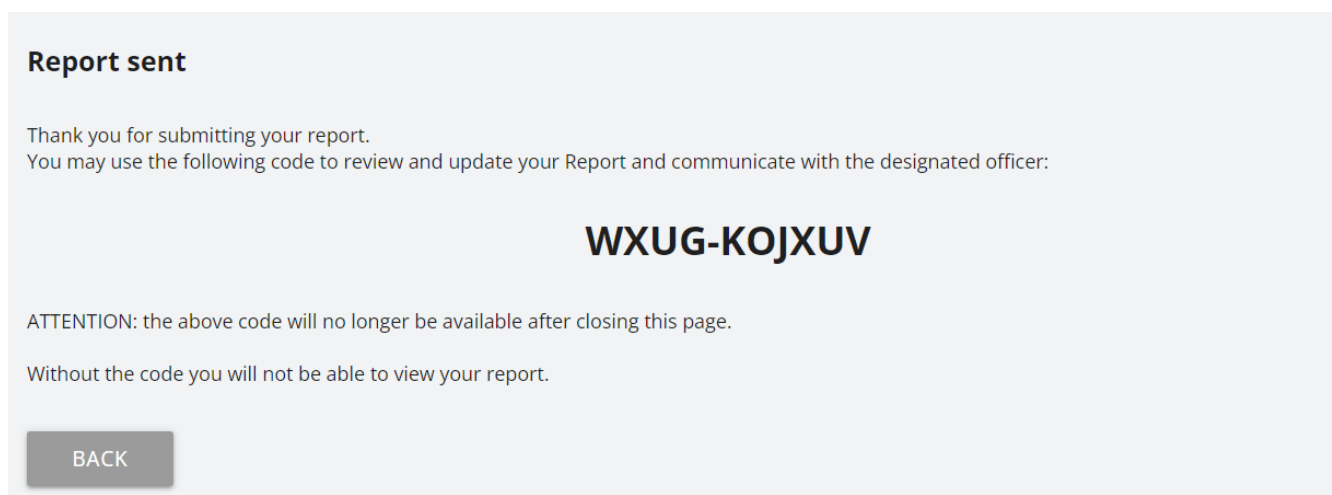 Report sent
Thank you for submitting your report.
You may use the following code to review and update your Report and communicate with the designated officer:
WXUG-KOJXUV
ATTENTION: the above code will no longer be available after closing this page.
Without the code you will not be able to view your report.
BACK